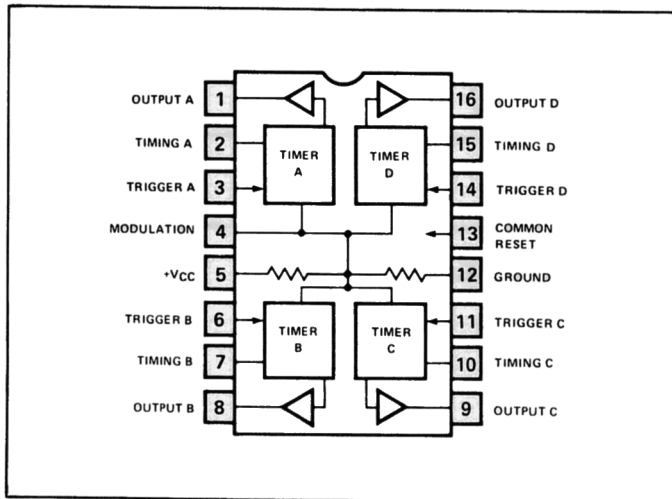 OUTPUT A 1
16 OUTPUT D
TIMING A 2
TIMER
A
TIMER
D
15 TIMING D
TRIGGER A 3
14 TRIGGER D
MODULATION 4
13 COMMON
RESET
+VCC 5
12 GROUND
TRIGGER B 6
TIMER
B
TIMER
C
11 TRIGGER C
TIMING B 7
10 TIMING C
OUTPUT B 8
9 OUTPUT C